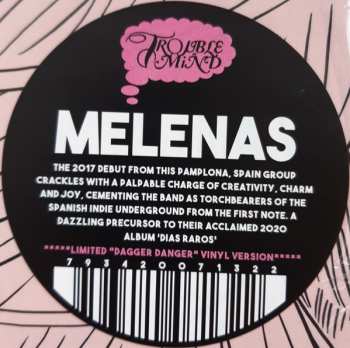 TROUBLE
IN
MIND
MELENAS
THE 2017 DEBUT FROM THIS PAMPLONA, SPAIN GROUP
CRACKLES WITH A PALPABLE CHARGE OF CREATIVITY, CHARM
AND JOY, CEMENTING THE BAND AS TORCHBEARERS OF THE
SPANISH INDIE UNDERGROUND FROM THE FIRST NOTE. A
DAZZLING PRECURSOR TO THEIR ACCLAIMED 2020
ALBUM 'DIAS RAROS'
*****LIMITED "DAGGER DANGER" VINYL VERSION*****
793420071322